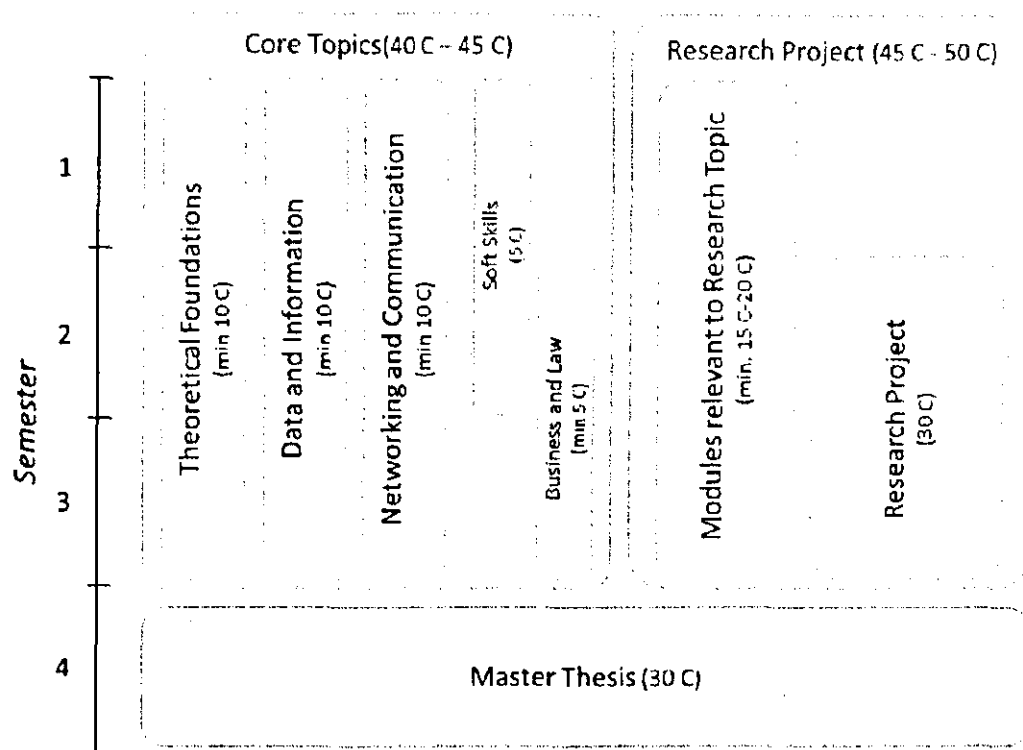 Core Topics(40 C – 45 C)
Research Project (45 C - 50 C)
Semester
1
2
3
4
Theoretical Foundations
(min 10 C)
Data and Information
(min 10 C)
Networking and Communication
(min 10 C)
Soft Skills
(5 C)
Business and Law
(min 5 C)
Modules relevant to Research Topic
(min. 15 C-20 C)
Research Project
(30 C)
Master Thesis (30 C)